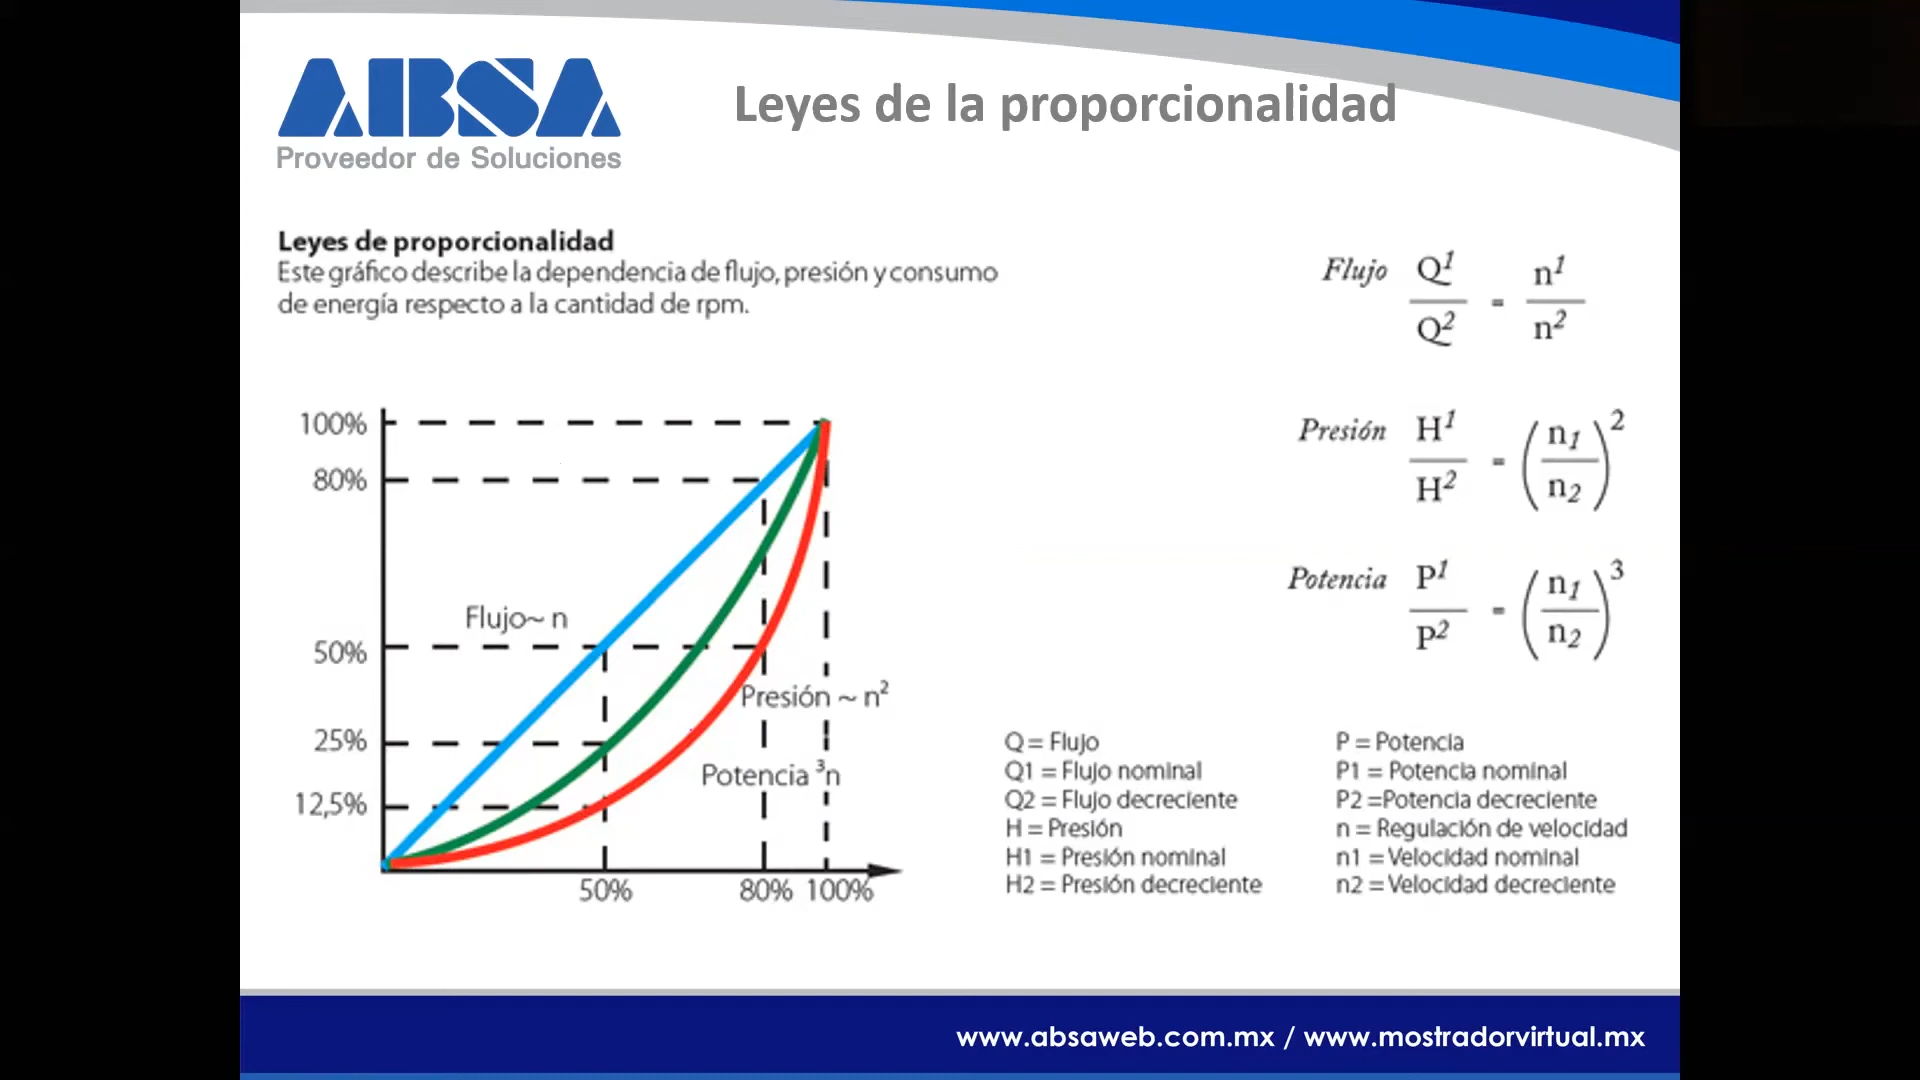 ABSA
Proveedor de Soluciones
Leyes de la proporcionalidad
Leyes de proporcionalidad
Este gráfico describe la dependencia de flujo, presión y consumo
de energía respecto a la cantidad de rpm.
Flujo Q1 / Q2 = n1 / n2
Presión H1 / H2 = (n1 / n2)2
Potencia P1 / P2 = (n1 / n2)3
100%
80%
50%
25%
12,5%
Flujo~ n
Presión ~ n2
Potencia 3n
50% 80% 100%
Q = Flujo
Q1 = Flujo nominal
Q2 = Flujo decreciente
H = Presión
H1 = Presión nominal
H2 = Presión decreciente
P = Potencia
P1 = Potencia nominal
P2 =Potencia decreciente
n = Regulación de velocidad
n1 = Velocidad nominal
n2 = Velocidad decreciente
www.absaweb.com.mx / www.mostradorvirtual.mx